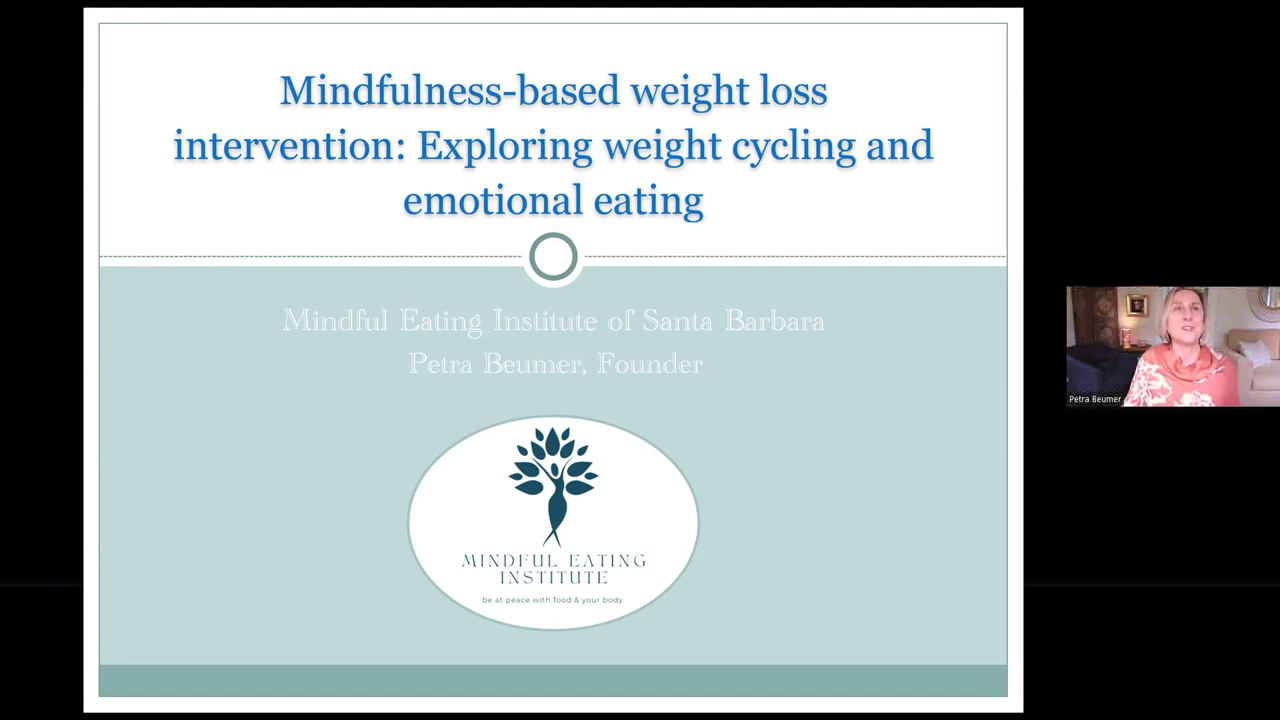 Mindfulness-based weight loss
intervention: Exploring weight cycling and
emotional eating
Mindful Eating Institute of Santa Barbara
Petra Beumer, Founder
MINDFUL EATING
INSTITUTE
be at peace with food & your body
Petra Beumer